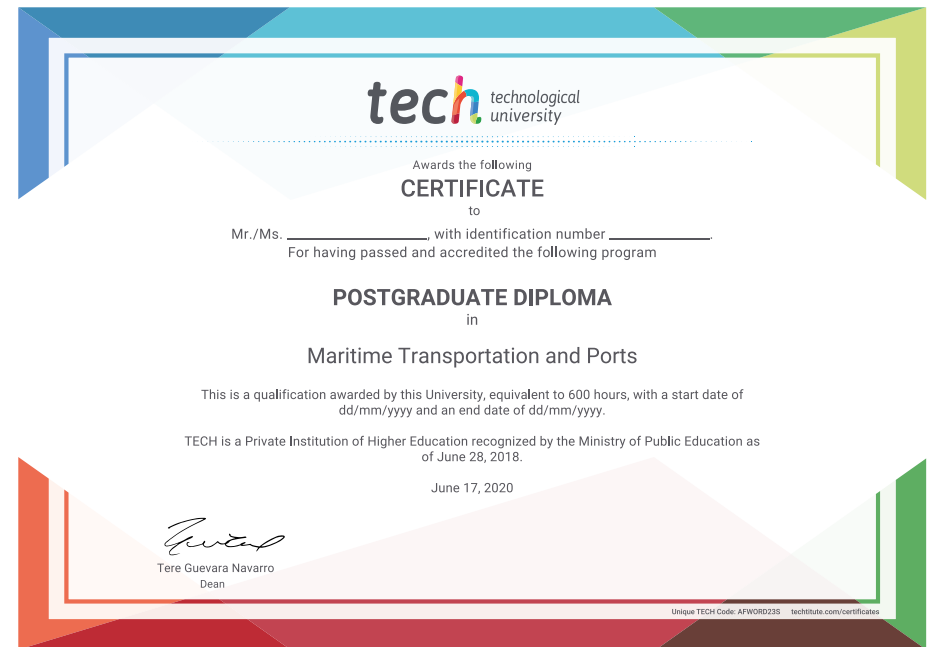 tech technological
university
Awards the following
CERTIFICATE
to
Mr./Ms. ____________________, with identification number ______________.
For having passed and accredited the following program
POSTGRADUATE DIPLOMA
in
Maritime Transportation and Ports
This is a qualification awarded by this University, equivalent to 600 hours, with a start date of
dd/mm/yyyy and an end date of dd/mm/yyyy.
TECH is a Private Institution of Higher Education recognized by the Ministry of Public Education as
of June 28, 2018.
June 17, 2020
Tere Guevara Navarro
Dean
Unique TECH Code: AFWORD23S techtitute.com/certificates